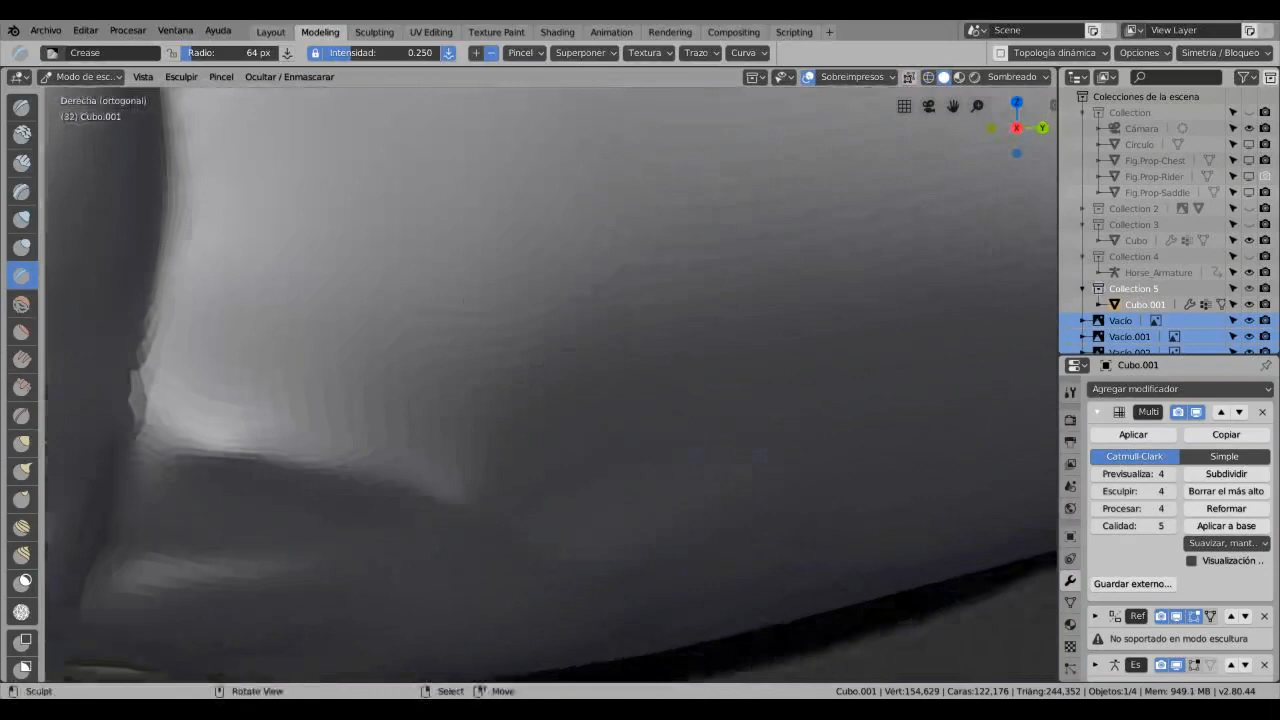 Archivo Editar Procesar Ventana Ayuda Layout Modeling Sculpting UV Editing Texture Paint Shading Animation Rendering Compositing Scripting + Scene View Layer
Crease Radio: 64 px Intensidad: 0.250 + − Pincel Superponer Textura Trazo Curva Topología dinámica Opciones Simetría / Bloqueo
Modo de esc... Vista Esculpir Pincel Ocultar / Enmascarar Sobreimpresos Sombreado
Derecha (ortogonal)
(32) Cubo.001
Z
X Y
Colecciones de la escena
Collection
Cámara
Círculo
Fig.Prop-Chest
Fig.Prop-Rider
Fig.Prop-Saddle
Collection 2
Collection 3
Cubo
Collection 4
Horse_Armature
Collection 5
Cubo.001
Vacío
Vacío.001
Vacío.002
Cubo.001
Agregar modificador
Multi
Aplicar Copiar
Catmull-Clark Simple
Previsualiza: 4 Subdividir
Esculpir: 4 Borrar el más alto
Procesar: 4 Reformar
Calidad: 5 Aplicar a base
Suavizar, mant..
Visualización ..
Guardar externo...
Ref
No soportado en modo escultura
Es
Sculpt Rotate View Select Move Cubo.001 | Vért:154,629 | Caras:122,176 | Triáng:244,352 | Objetos:1/4 | Mem: 949.1 MB | v2.80.44